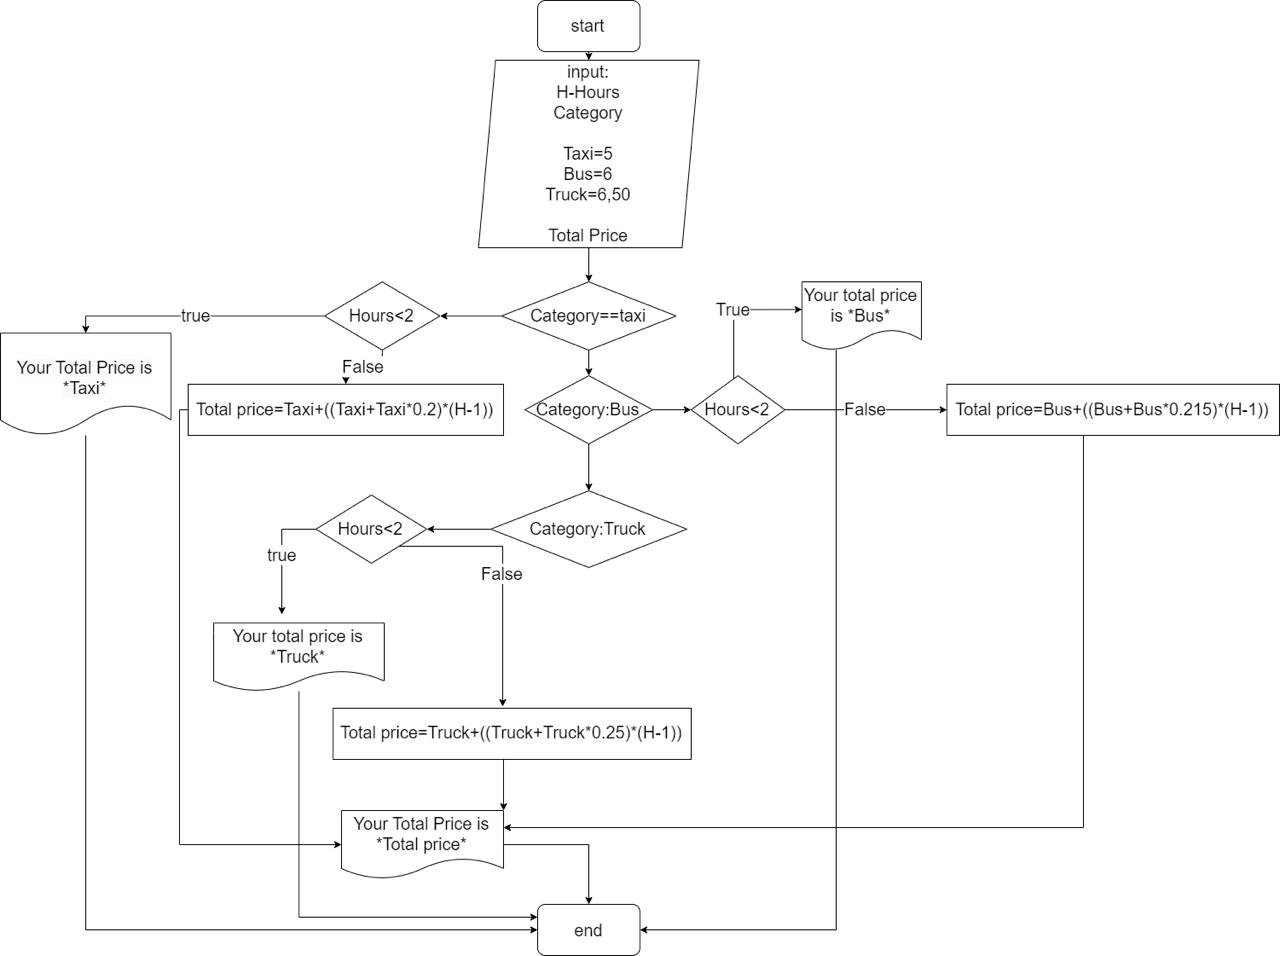 start
input:
H-Hours
Category
Taxi=5
Bus=6
Truck=6,50
Total Price
Category==taxi
Hours<2
true
Your Total Price is
*Taxi*
False
Total price=Taxi+((Taxi+Taxi*0.2)*(H-1))
Category:Bus
Hours<2
True
Your total price
is *Bus*
False
Total price=Bus+((Bus+Bus*0.215)*(H-1))
Category:Truck
Hours<2
true
False
Your total price is
*Truck*
Total price=Truck+((Truck+Truck*0.25)*(H-1))
Your Total Price is
*Total price*
end